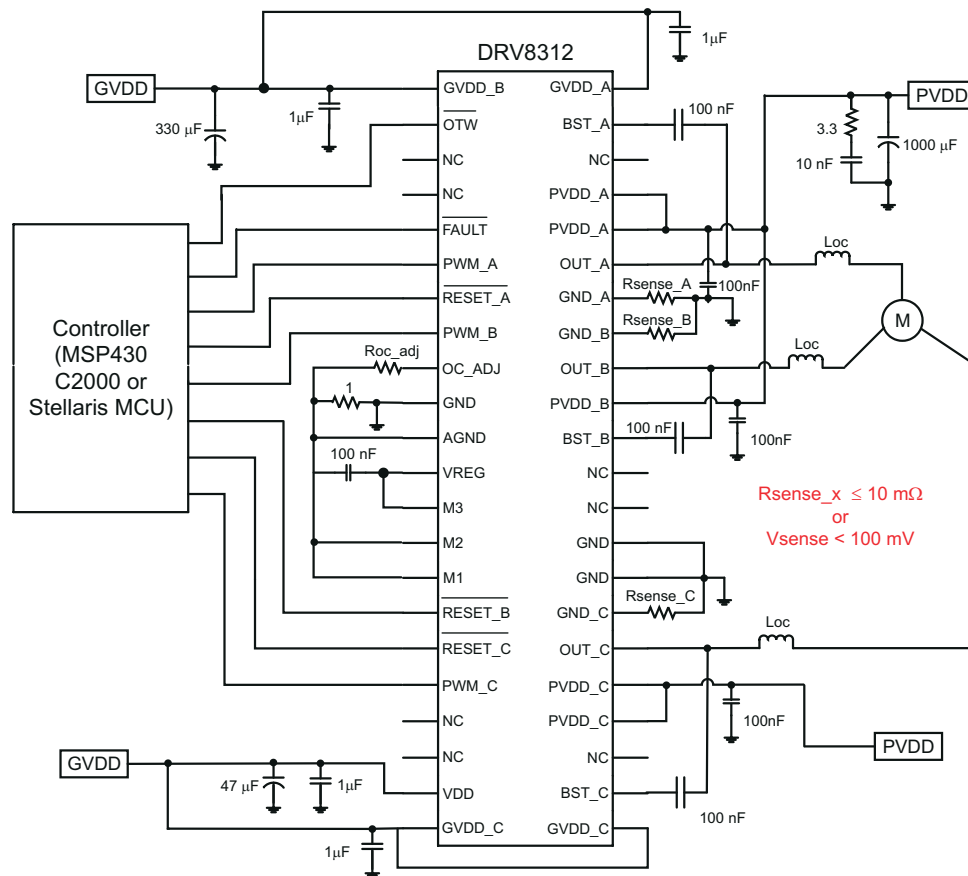 1μF
DRV8312
GVDD
GVDD_B
GVDD_A
PVDD
330 μF
1μF
100 nF
OTW
BST_A
3.3
1000 μF
10 nF
NC
NC
NC
PVDD_A
FAULT
PVDD_A
Loc
PWM_A
OUT_A
100nF
Rsense_A
RESET_A
GND_A
Rsense_B
M
Controller
(MSP430
C2000 or
Stellaris MCU)
PWM_B
GND_B
Roc_adj
Loc
OC_ADJ
OUT_B
1
GND
PVDD_B
100 nF
100nF
AGND
BST_B
100 nF
VREG
NC
M3
NC
Rsense_x ≤ 10 mΩ
or
Vsense < 100 mV
M2
GND
M1
GND
Rsense_C
RESET_B
GND_C
Loc
RESET_C
OUT_C
PWM_C
PVDD_C
100nF
NC
PVDD_C
PVDD
NC
NC
GVDD
47 μF
1μF
VDD
BST_C
100 nF
GVDD_C
GVDD_C
1μF